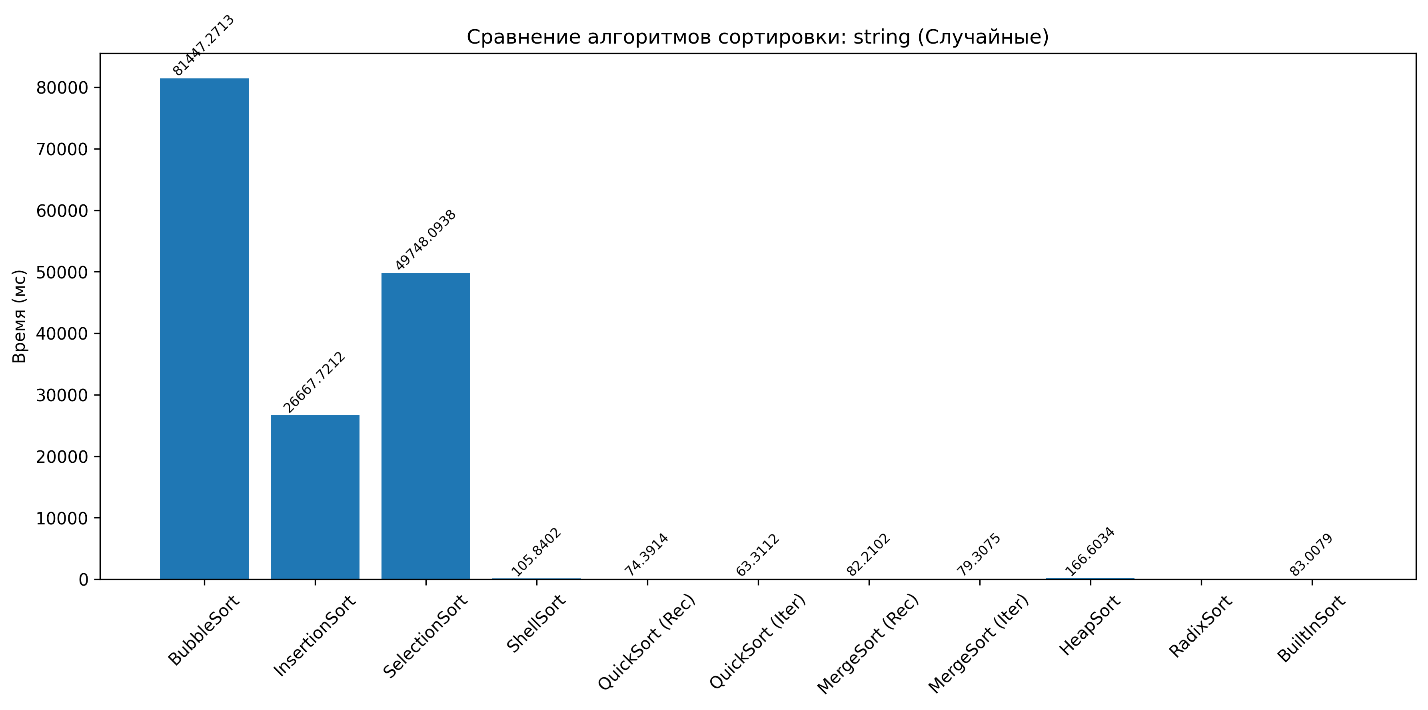 Сравнение алгоритмов сортировки: string (Случайные)
Время (мс)
80000
70000
60000
50000
40000
30000
20000
10000
0
81447.2713
26667.7212
49748.0938
105.8402
74.3914
63.3112
82.2102
79.3075
166.6034
83.0079
BubbleSort
InsertionSort
SelectionSort
ShellSort
QuickSort (Rec)
QuickSort (Iter)
MergeSort (Rec)
MergeSort (Iter)
HeapSort
RadixSort
BuiltInSort